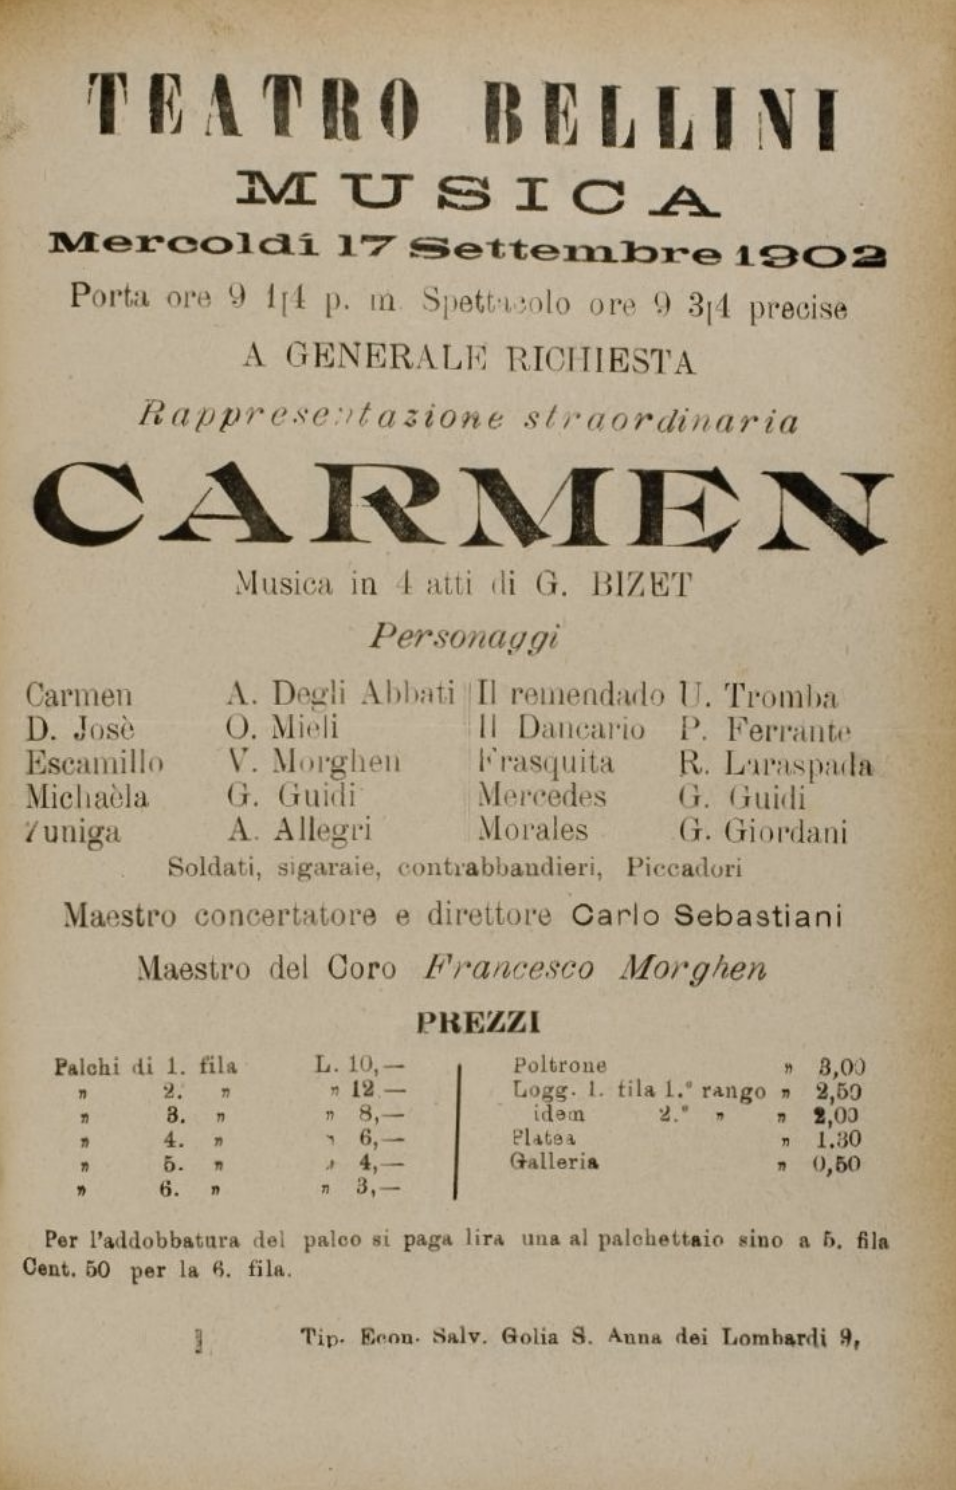 TEATRO BELLINI
MUSICA
Mercoldí 17 Settembre 1902
Porta ore 9 1|4 p. m. Spettacolo ore 9 3|4 precise
A GENERALE RICHIESTA
Rappresentazione straordinaria
CARMEN
Musica in 4 atti di G. BIZET
Personaggi
Carmen A. Degli Abbati Il remendado U. Tromba
D. Josè O. Mieli Il Dancario P. Ferrante
Escamillo V. Morghen Frasquita R. Laraspada
Michaèla G. Guidi Mercedes G. Guidi
Zuniga A. Allegri Morales G. Giordani
Soldati, sigaraie, contrabbandieri, Piccadori
Maestro concertatore e direttore Carlo Sebastiani
Maestro del Coro Francesco Morghen
PREZZI
Palchi di 1. fila L. 10,—
" 2. " " 12.—
" 3. " " 8,—
" 4. " " 6,—
" 5. " " 4,—
" 6. " " 3,—
Poltrone " 3,00
Logg. 1. fila 1.° rango " 2,50
idem 2.° " " 2,00
Platea " 1.30
Galleria " 0,50
Per l'addobbatura del palco si paga lira una al palchettaio sino a 5. fila
Cent. 50 per la 6. fila.
Tip. Econ. Salv. Golia S. Anna dei Lombardi 9,